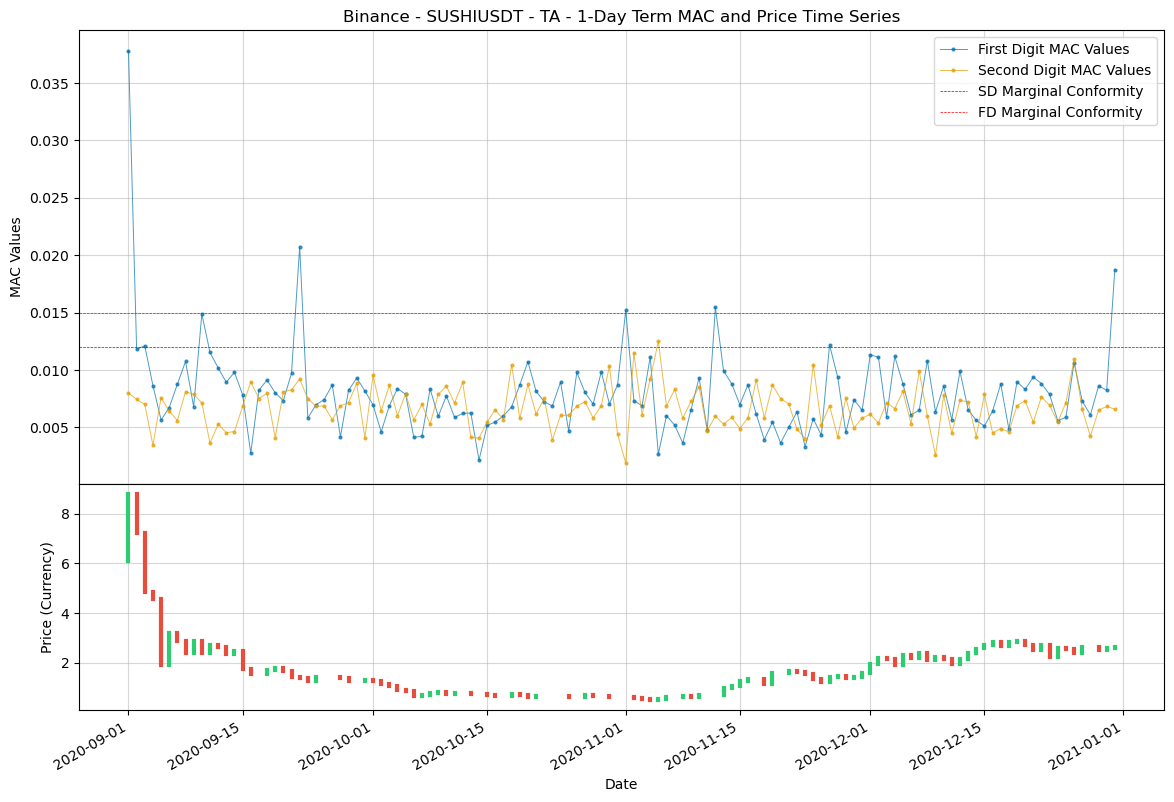 Binance - SUSHIUSDT - TA - 1-Day Term MAC and Price Time Series
First Digit MAC Values
Second Digit MAC Values
SD Marginal Conformity
FD Marginal Conformity
MAC Values
0.035
0.030
0.025
0.020
0.015
0.010
0.005
Price (Currency)
8
6
4
2
2020-09-01
2020-09-15
2020-10-01
2020-10-15
2020-11-01
2020-11-15
2020-12-01
2020-12-15
2021-01-01
Date